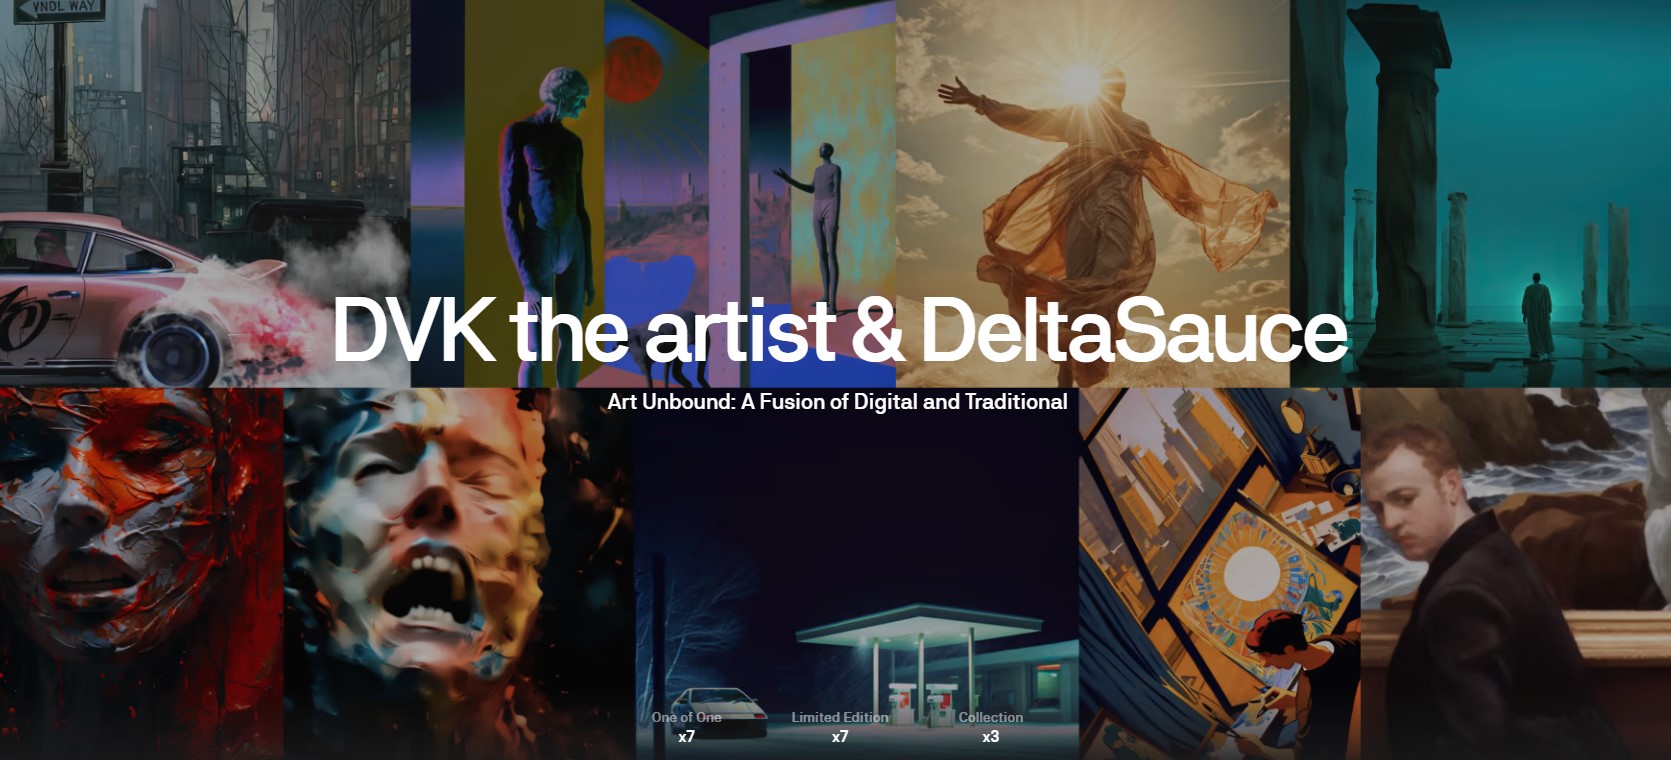 VNDL WAY
DVK the artist & DeltaSauce
Art Unbound: A Fusion of Digital and Traditional
One of One
x7
Limited Edition
x7
Collection
x3